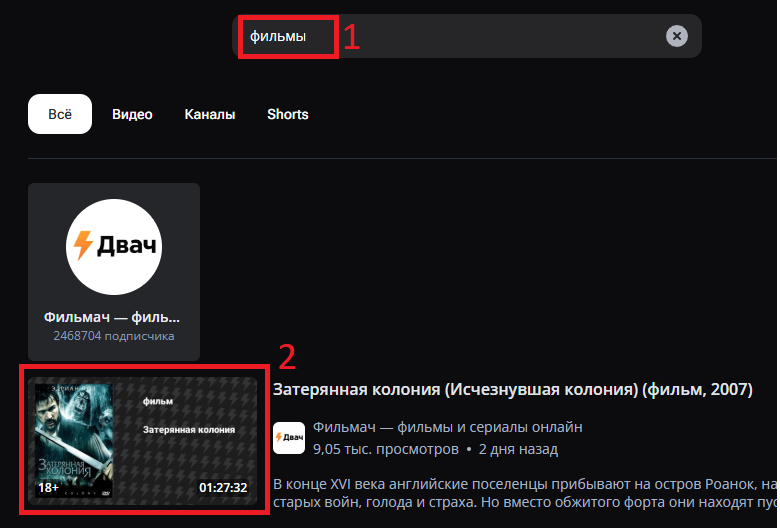 фильмы
1
Всё Видео Каналы Shorts
Двач
Фильмач — филь...
2468704 подписчика
2
фильм
Затерянная колония
ЗАТЕРЯННАЯ
КОЛОНИЯ
18+
01:27:32
Затерянная колония (Исчезнувшая колония) (фильм, 2007)
Двач
Фильмач — фильмы и сериалы онлайн
9,05 тыс. просмотров • 2 дня назад
В конце XVI века английские поселенцы прибывают на остров Роанок, на
старых войн, голода и страха. Но вместо обжитого форта они находят пус